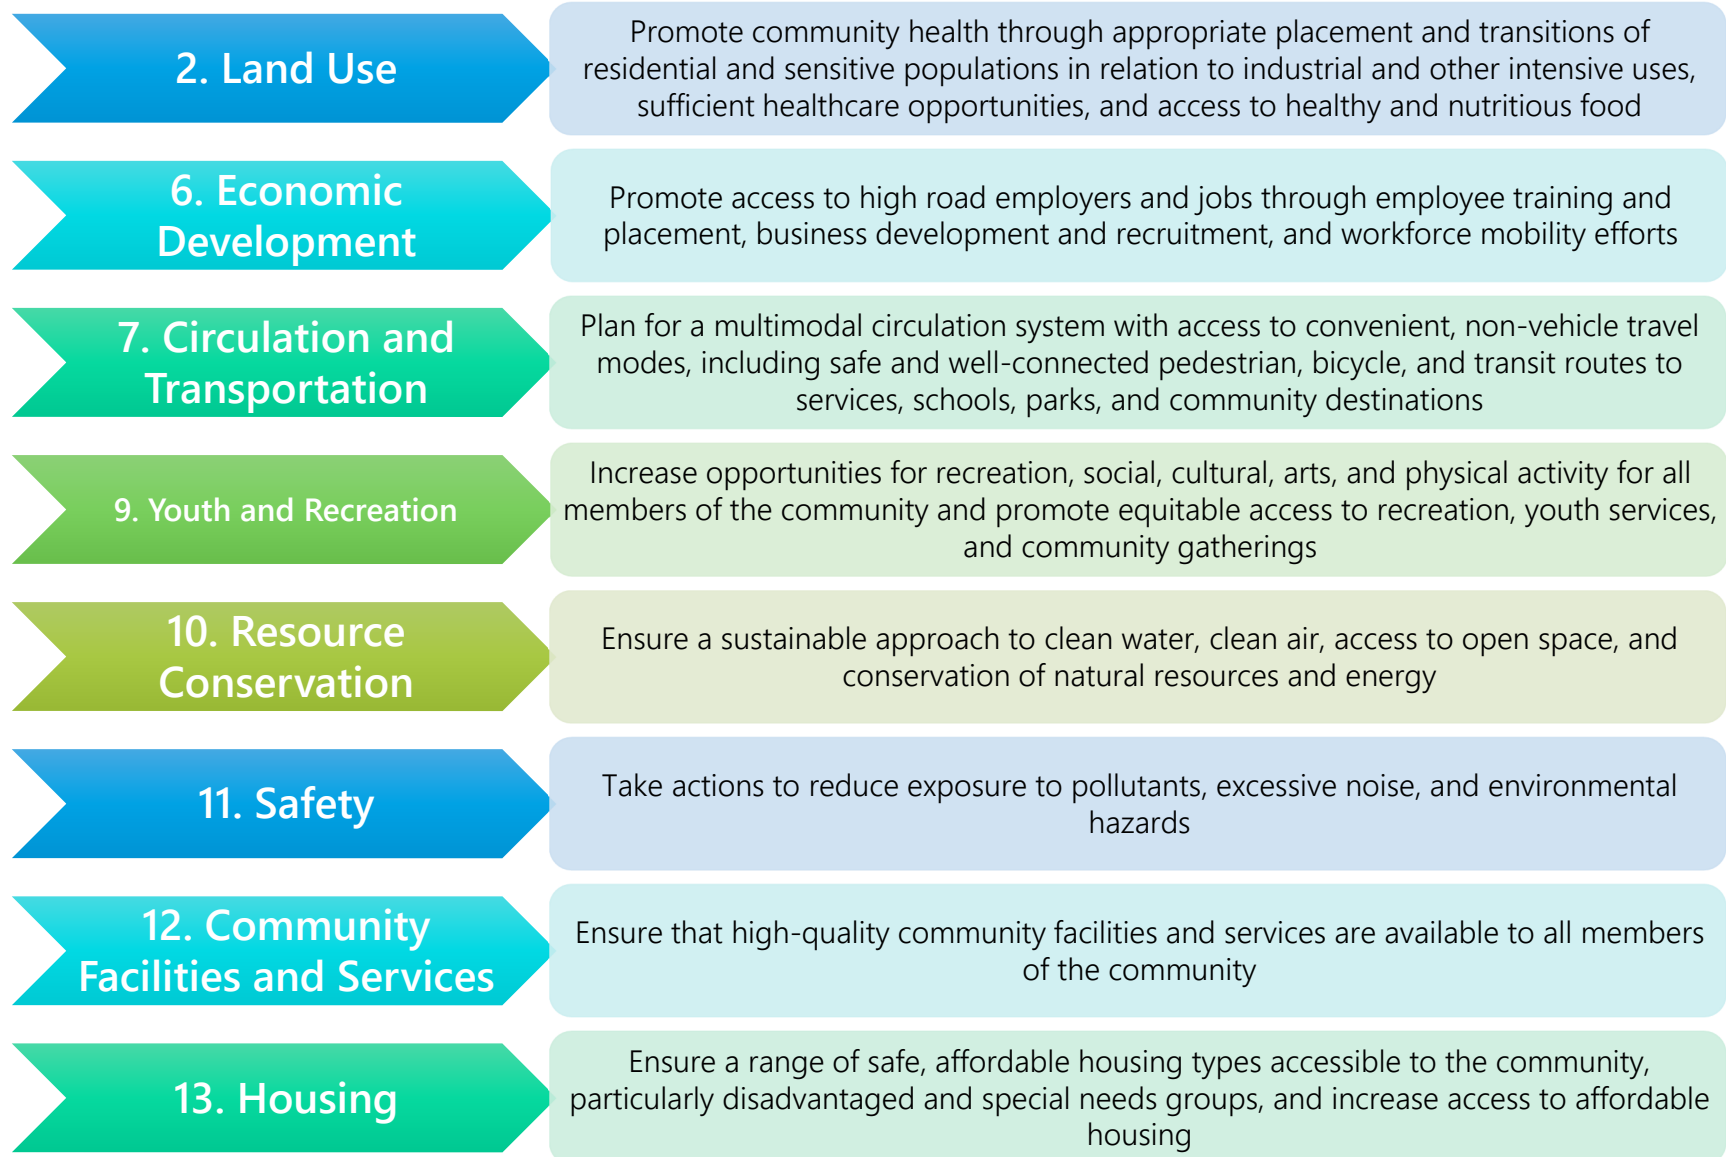 2. Land Use
Promote community health through appropriate placement and transitions of
residential and sensitive populations in relation to industrial and other intensive uses,
sufficient healthcare opportunities, and access to healthy and nutritious food
6. Economic
Development
Promote access to high road employers and jobs through employee training and
placement, business development and recruitment, and workforce mobility efforts
7. Circulation and
Transportation
Plan for a multimodal circulation system with access to convenient, non-vehicle travel
modes, including safe and well-connected pedestrian, bicycle, and transit routes to
services, schools, parks, and community destinations
9. Youth and Recreation
Increase opportunities for recreation, social, cultural, arts, and physical activity for all
members of the community and promote equitable access to recreation, youth services,
and community gatherings
10. Resource
Conservation
Ensure a sustainable approach to clean water, clean air, access to open space, and
conservation of natural resources and energy
11. Safety
Take actions to reduce exposure to pollutants, excessive noise, and environmental
hazards
12. Community
Facilities and Services
Ensure that high-quality community facilities and services are available to all members
of the community
13. Housing
Ensure a range of safe, affordable housing types accessible to the community,
particularly disadvantaged and special needs groups, and increase access to affordable
housing